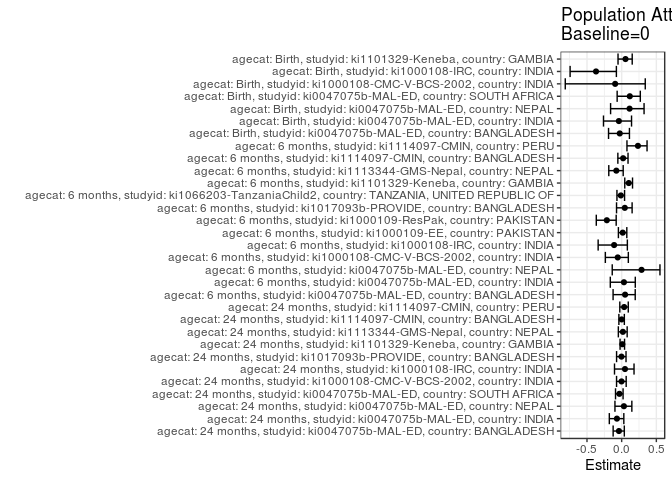 Population Att
Baseline=0
agecat: Birth, studyid: ki1101329-Keneba, country: GAMBIA
agecat: Birth, studyid: ki1000108-IRC, country: INDIA
agecat: Birth, studyid: ki1000108-CMC-V-BCS-2002, country: INDIA
agecat: Birth, studyid: ki0047075b-MAL-ED, country: SOUTH AFRICA
agecat: Birth, studyid: ki0047075b-MAL-ED, country: NEPAL
agecat: Birth, studyid: ki0047075b-MAL-ED, country: INDIA
agecat: Birth, studyid: ki0047075b-MAL-ED, country: BANGLADESH
agecat: 6 months, studyid: ki1114097-CMIN, country: PERU
agecat: 6 months, studyid: ki1114097-CMIN, country: BANGLADESH
agecat: 6 months, studyid: ki1113344-GMS-Nepal, country: NEPAL
agecat: 6 months, studyid: ki1101329-Keneba, country: GAMBIA
agecat: 6 months, studyid: ki1066203-TanzaniaChild2, country: TANZANIA, UNITED REPUBLIC OF
agecat: 6 months, studyid: ki1017093b-PROVIDE, country: BANGLADESH
agecat: 6 months, studyid: ki1000109-ResPak, country: PAKISTAN
agecat: 6 months, studyid: ki1000109-EE, country: PAKISTAN
agecat: 6 months, studyid: ki1000108-IRC, country: INDIA
agecat: 6 months, studyid: ki1000108-CMC-V-BCS-2002, country: INDIA
agecat: 6 months, studyid: ki0047075b-MAL-ED, country: NEPAL
agecat: 6 months, studyid: ki0047075b-MAL-ED, country: INDIA
agecat: 6 months, studyid: ki0047075b-MAL-ED, country: BANGLADESH
agecat: 24 months, studyid: ki1114097-CMIN, country: PERU
agecat: 24 months, studyid: ki1114097-CMIN, country: BANGLADESH
agecat: 24 months, studyid: ki1113344-GMS-Nepal, country: NEPAL
agecat: 24 months, studyid: ki1101329-Keneba, country: GAMBIA
agecat: 24 months, studyid: ki1017093b-PROVIDE, country: BANGLADESH
agecat: 24 months, studyid: ki1000108-IRC, country: INDIA
agecat: 24 months, studyid: ki1000108-CMC-V-BCS-2002, country: INDIA
agecat: 24 months, studyid: ki0047075b-MAL-ED, country: SOUTH AFRICA
agecat: 24 months, studyid: ki0047075b-MAL-ED, country: NEPAL
agecat: 24 months, studyid: ki0047075b-MAL-ED, country: INDIA
agecat: 24 months, studyid: ki0047075b-MAL-ED, country: BANGLADESH
-0.5 0.0 0.5
Estimate